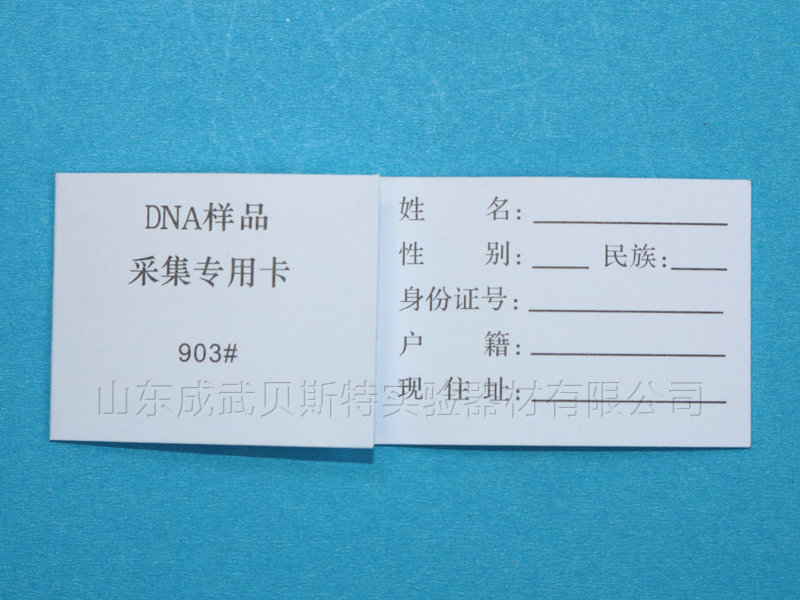 DNA样品
采集专用卡
903#
姓 名：
性 别： 民族：
身份证号：
户 籍：
现 住 址：
山东成武贝斯特实验器材有限公司